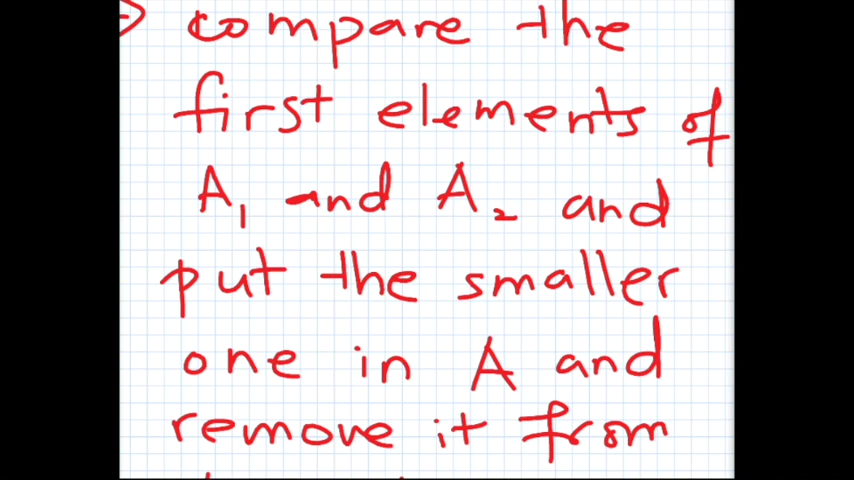 compare the
first elements of
A₁ and A₂ and
put the smaller
one in A and
remove it from